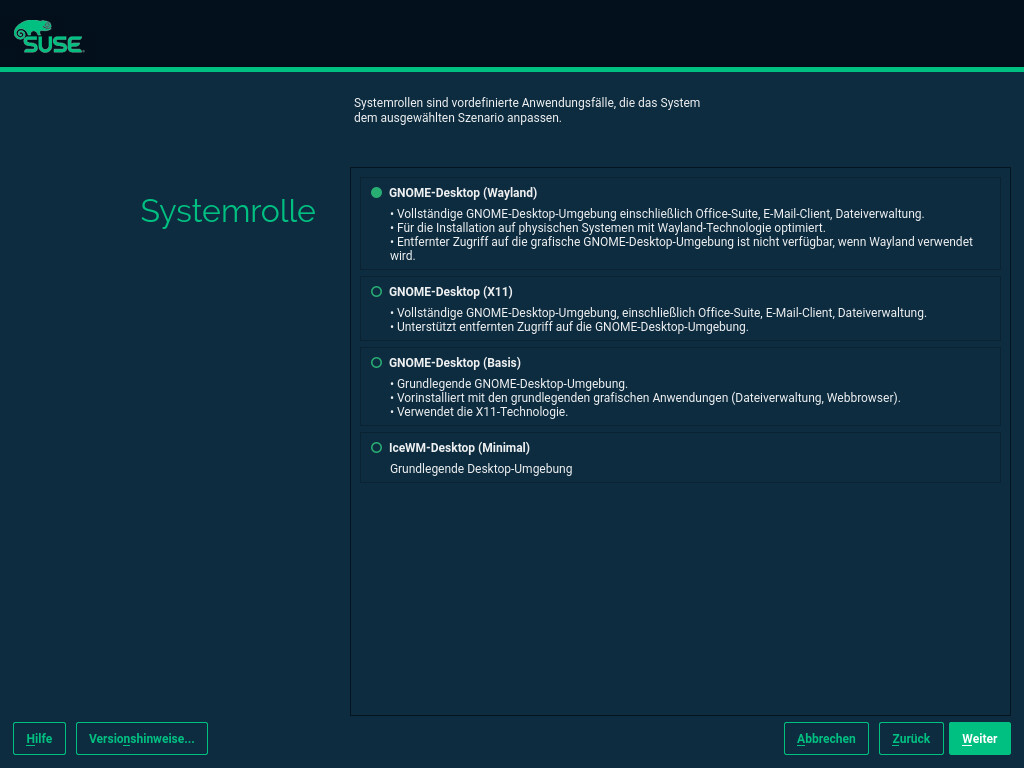 SUSE
Systemrollen sind vordefinierte Anwendungsfälle, die das System
dem ausgewählten Szenario anpassen.
Systemrolle
GNOME-Desktop (Wayland)
• Vollständige GNOME-Desktop-Umgebung einschließlich Office-Suite, E-Mail-Client, Dateiverwaltung.
• Für die Installation auf physischen Systemen mit Wayland-Technologie optimiert.
• Entfernter Zugriff auf die grafische GNOME-Desktop-Umgebung ist nicht verfügbar, wenn Wayland verwendet
wird.
GNOME-Desktop (X11)
• Vollständige GNOME-Desktop-Umgebung, einschließlich Office-Suite, E-Mail-Client, Dateiverwaltung.
• Unterstützt entfernten Zugriff auf die GNOME-Desktop-Umgebung.
GNOME-Desktop (Basis)
• Grundlegende GNOME-Desktop-Umgebung.
• Vorinstalliert mit den grundlegenden grafischen Anwendungen (Dateiverwaltung, Webbrowser).
• Verwendet die X11-Technologie.
IceWM-Desktop (Minimal)
Grundlegende Desktop-Umgebung
Hilfe
Versionshinweise...
Abbrechen
Zurück
Weiter